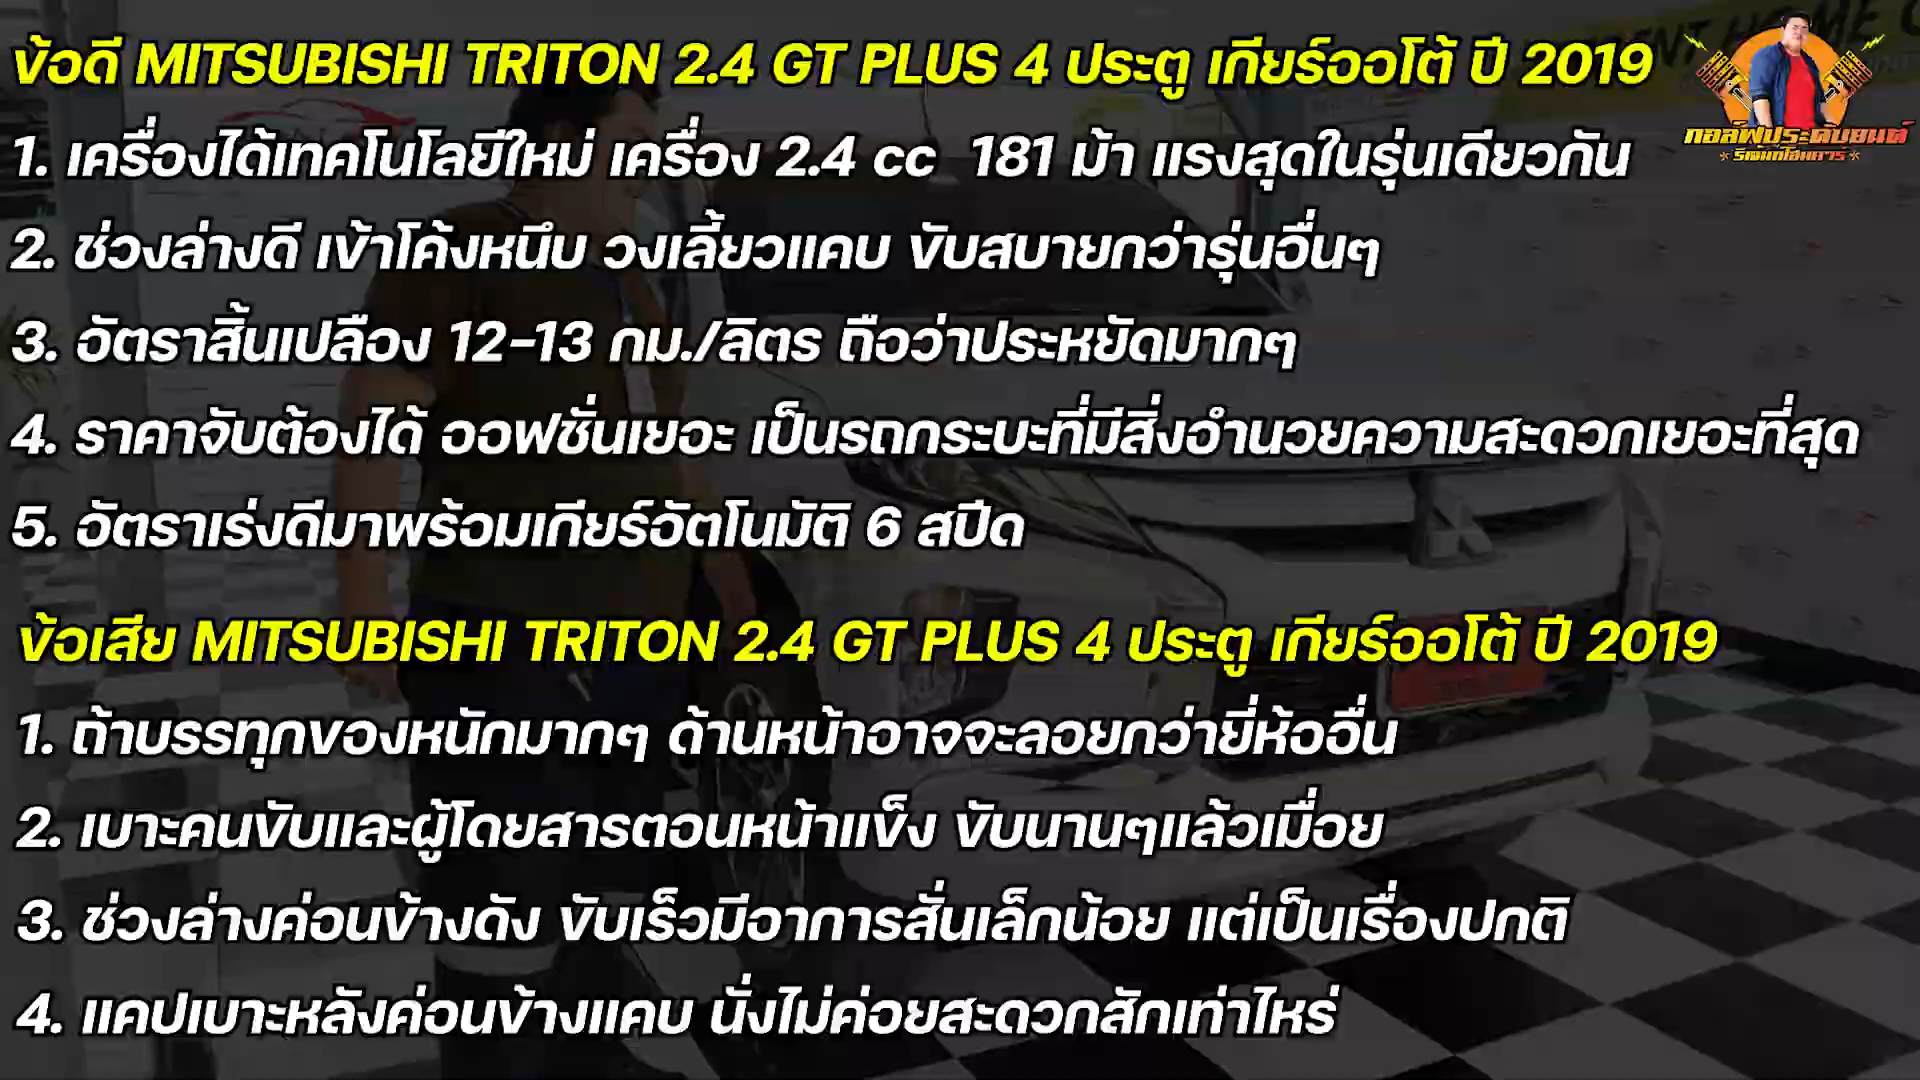 ข้อดี MITSUBISHI TRITON 2.4 GT PLUS 4 ประตู เกียร์ออโต้ ปี 2019
1. เครื่องได้เทคโนโลยีใหม่ เครื่อง 2.4 cc 181 ม้า แรงสุดในรุ่นเดียวกัน
2. ช่วงล่างดี เข้าโค้งหนึบ วงเลี้ยวแคบ ขับสบายกว่ารุ่นอื่นๆ
3. อัตราสิ้นเปลือง 12-13 กม./ลิตร ถือว่าประหยัดมากๆ
4. ราคาจับต้องได้ ออฟชั่นเยอะ เป็นรถกระบะที่มีสิ่งอำนวยความสะดวกเยอะที่สุด
5. อัตราเร่งดีมาพร้อมเกียร์อัตโนมัติ 6 สปีด
ข้อเสีย MITSUBISHI TRITON 2.4 GT PLUS 4 ประตู เกียร์ออโต้ ปี 2019
1. ถ้าบรรทุกของหนักมากๆ ด้านหน้าอาจจะลอยกว่ายี่ห้ออื่น
2. เบาะคนขับและผู้โดยสารตอนหน้าแข็ง ขับนานๆแล้วเมื่อย
3. ช่วงล่างค่อนข้างดัง ขับเร็วมีอาการสั่นเล็กน้อย แต่เป็นเรื่องปกติ
4. แคปเบาะหลังค่อนข้างแคบ นั่งไม่ค่อยสะดวกสักเท่าไหร่
กอล์ฟประดับยนต์